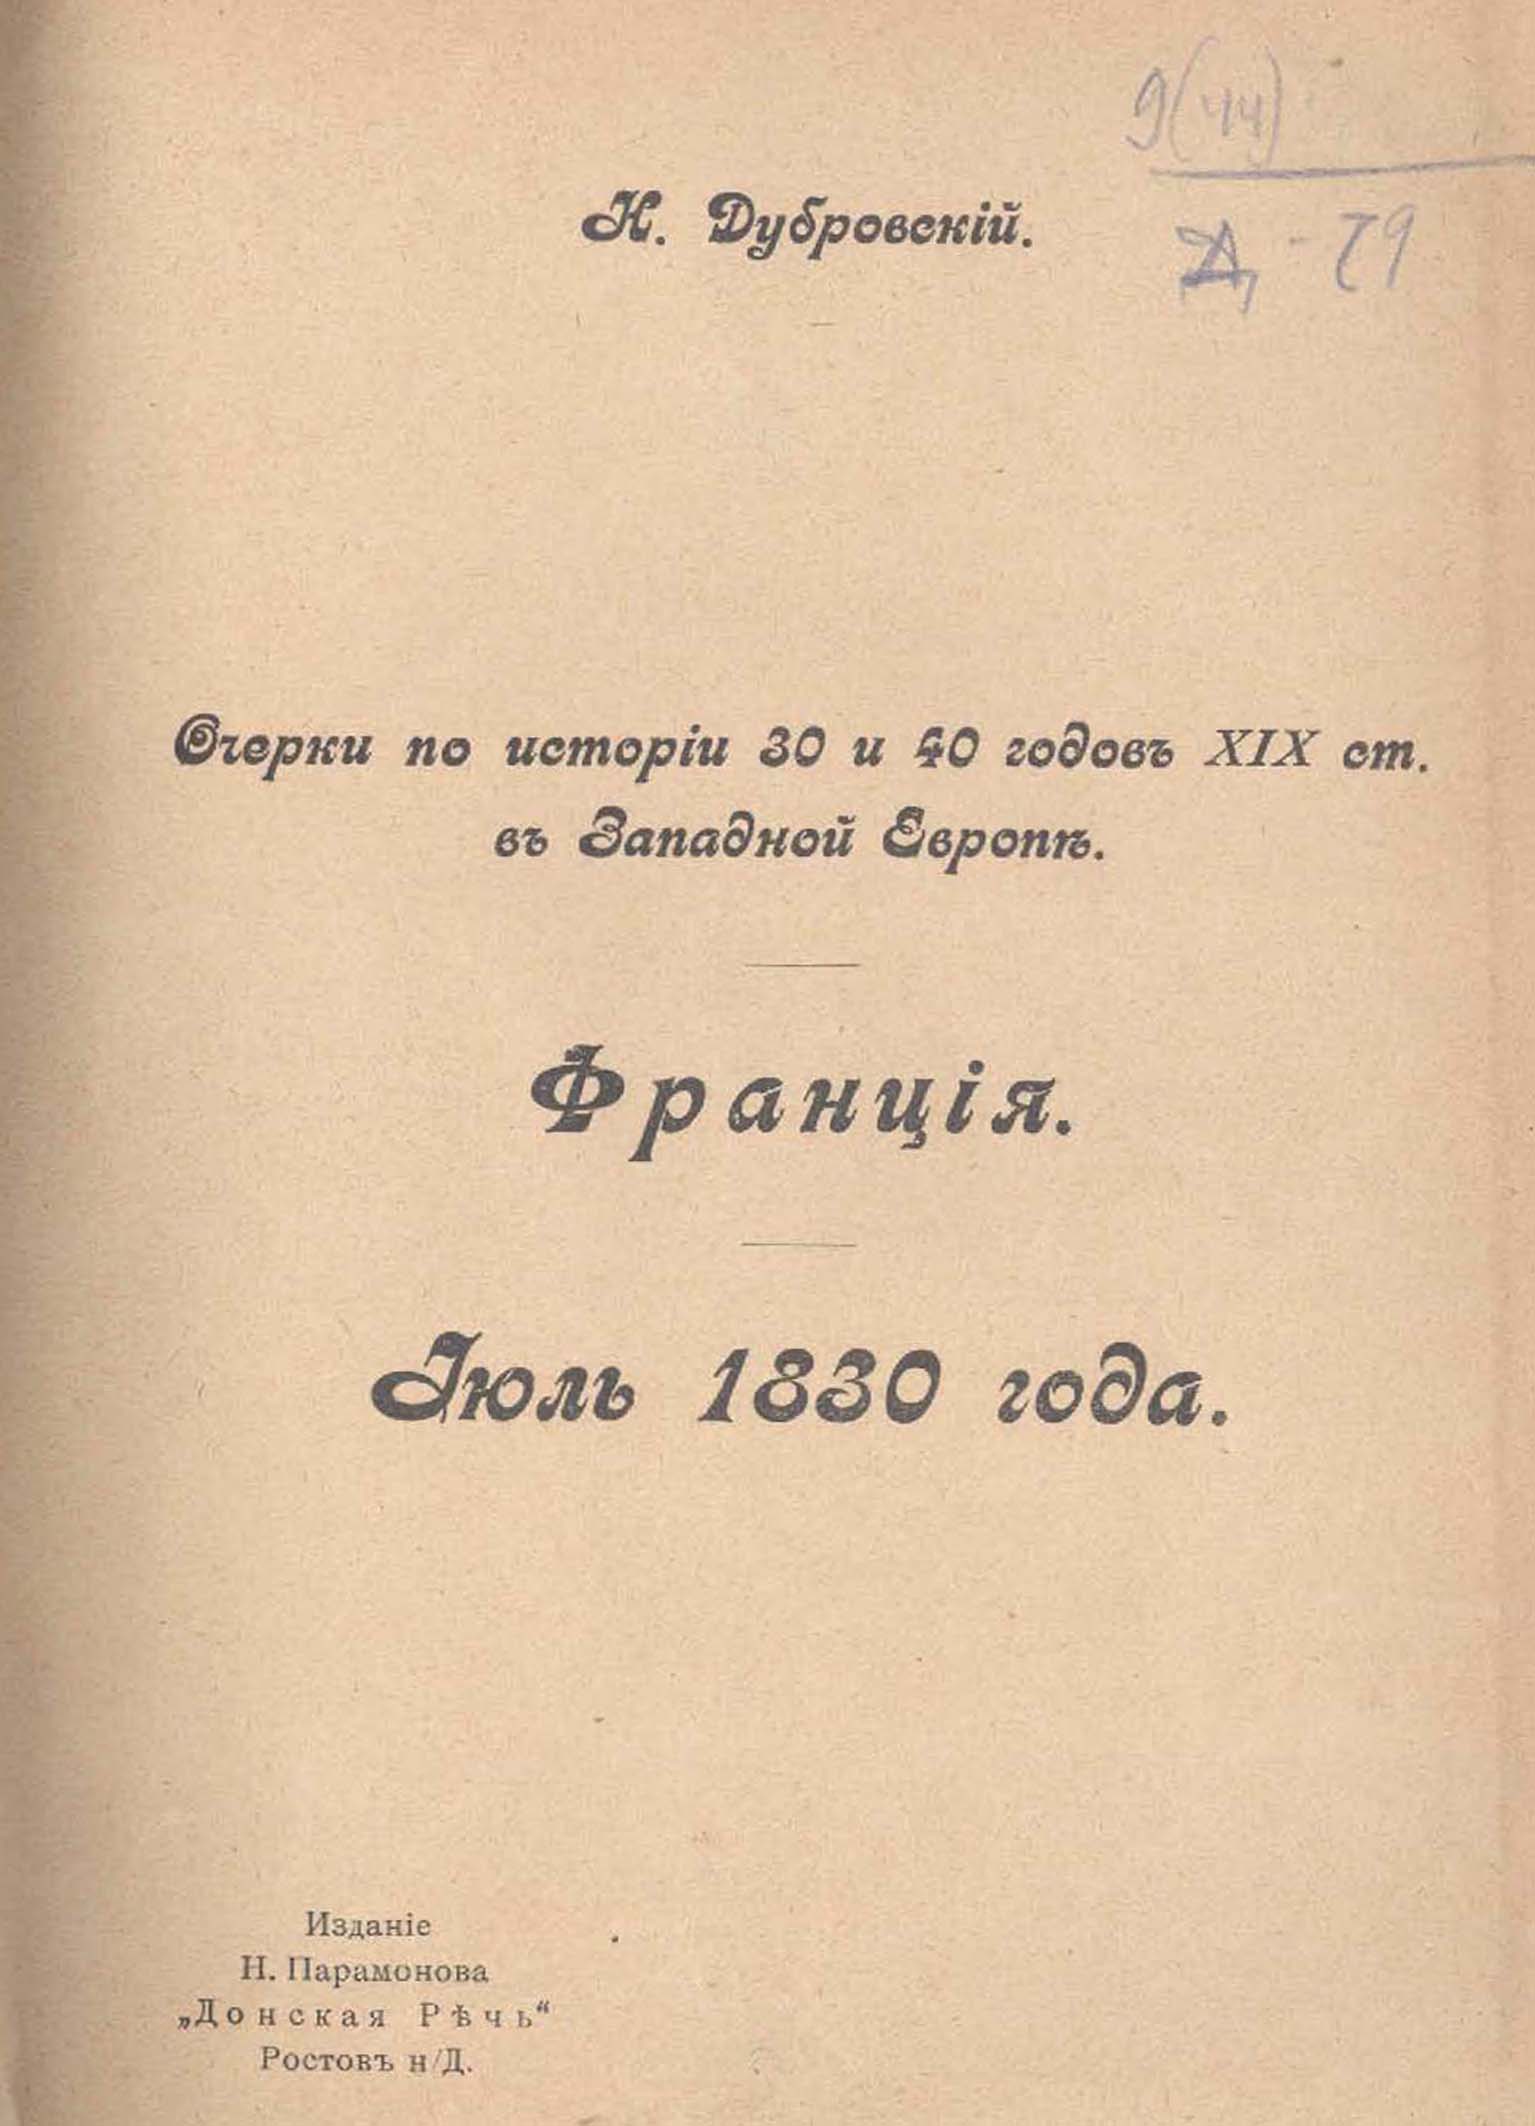 9(44)
Д - 79
Н. Дубровскій.
Очерки по исторіи 30 и 40 годовъ XIX ст.
въ Западной Европѣ.
Франція.
Іюль 1830 года.
Изданіе
Н. Парамонова
„Донская Рѣчь“
Ростовъ н/Д.